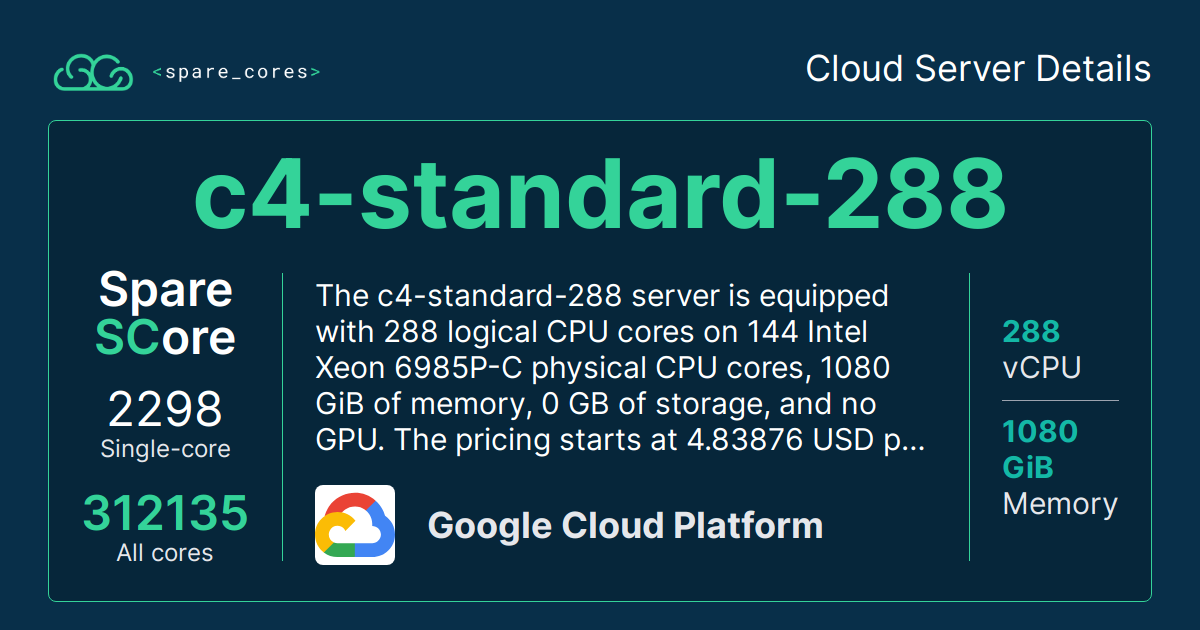 <spare_cores>
Cloud Server Details
c4-standard-288
Spare
SCore
2298
Single-core
312135
All cores
The c4-standard-288 server is equipped
with 288 logical CPU cores on 144 Intel
Xeon 6985P-C physical CPU cores, 1080
GiB of memory, 0 GB of storage, and no
GPU. The pricing starts at 4.83876 USD p...
Google Cloud Platform
288
vCPU
1080
GiB
Memory